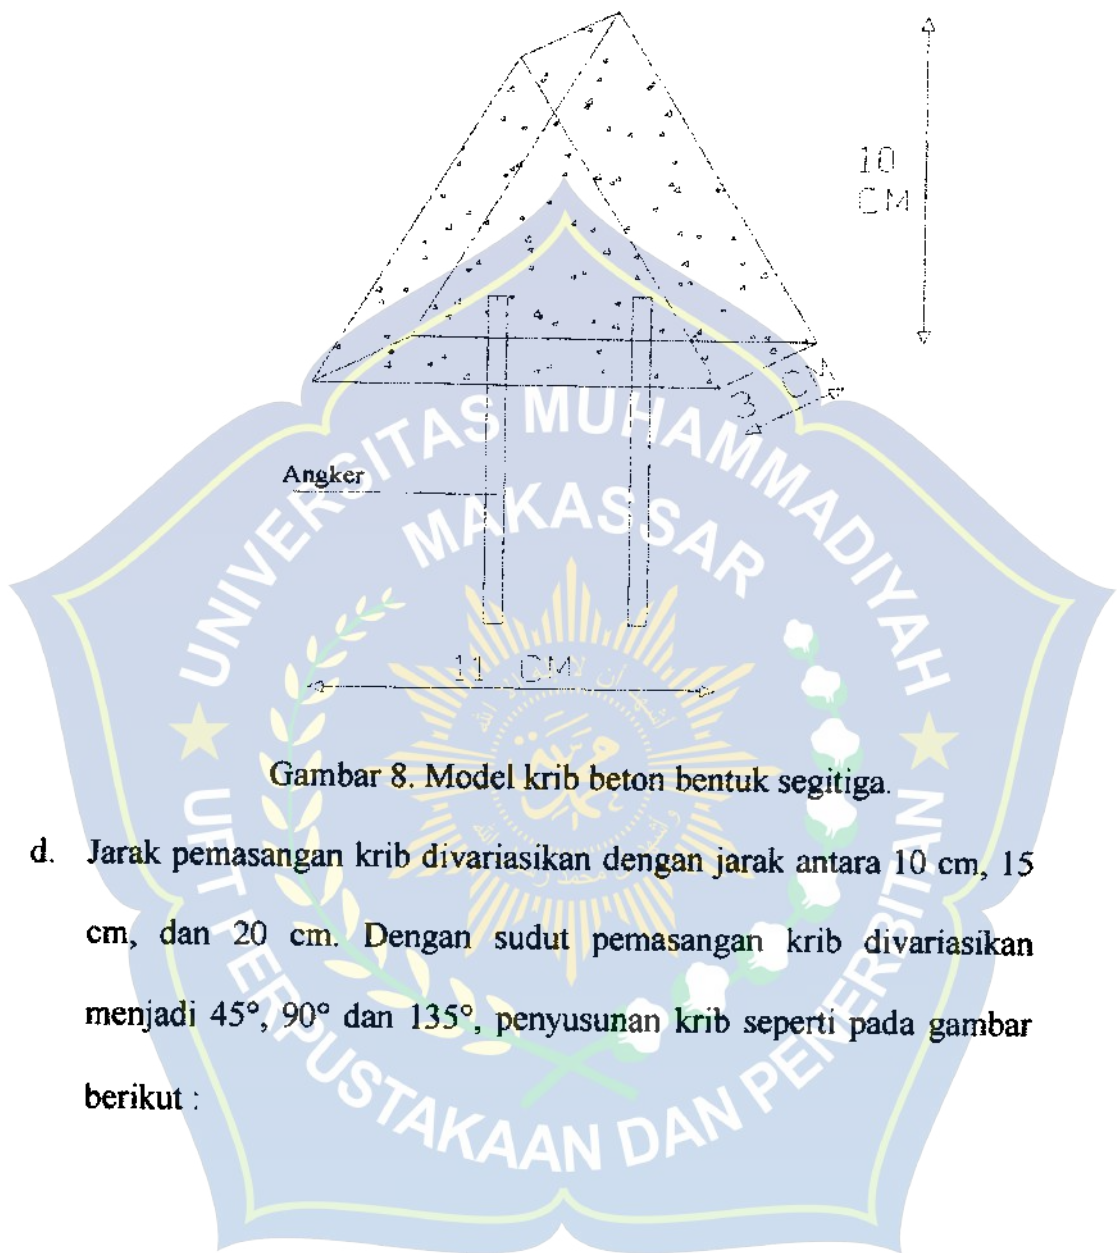 10
CM
3 CM
Angker
11 CM
Gambar 8. Model krib beton bentuk segitiga.
d. Jarak pemasangan krib divariasikan dengan jarak antara 10 cm, 15
cm, dan 20 cm. Dengan sudut pemasangan krib divariasikan
menjadi 45°, 90° dan 135°, penyusunan krib seperti pada gambar
berikut :
UNIVERSITAS MUHAMMADIYAH
MAKASSAR
UPT PERPUSTAKAAN DAN PENERBITAN